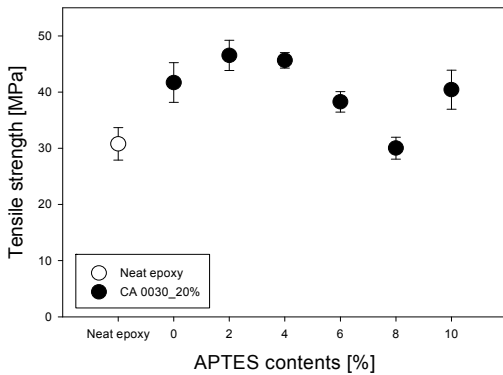 Tensile strength [MPa]
50
40
30
20
10
0
Neat epoxy
CA 0030_20%
Neat epoxy 0 2 4 6 8 10
APTES contents [%]